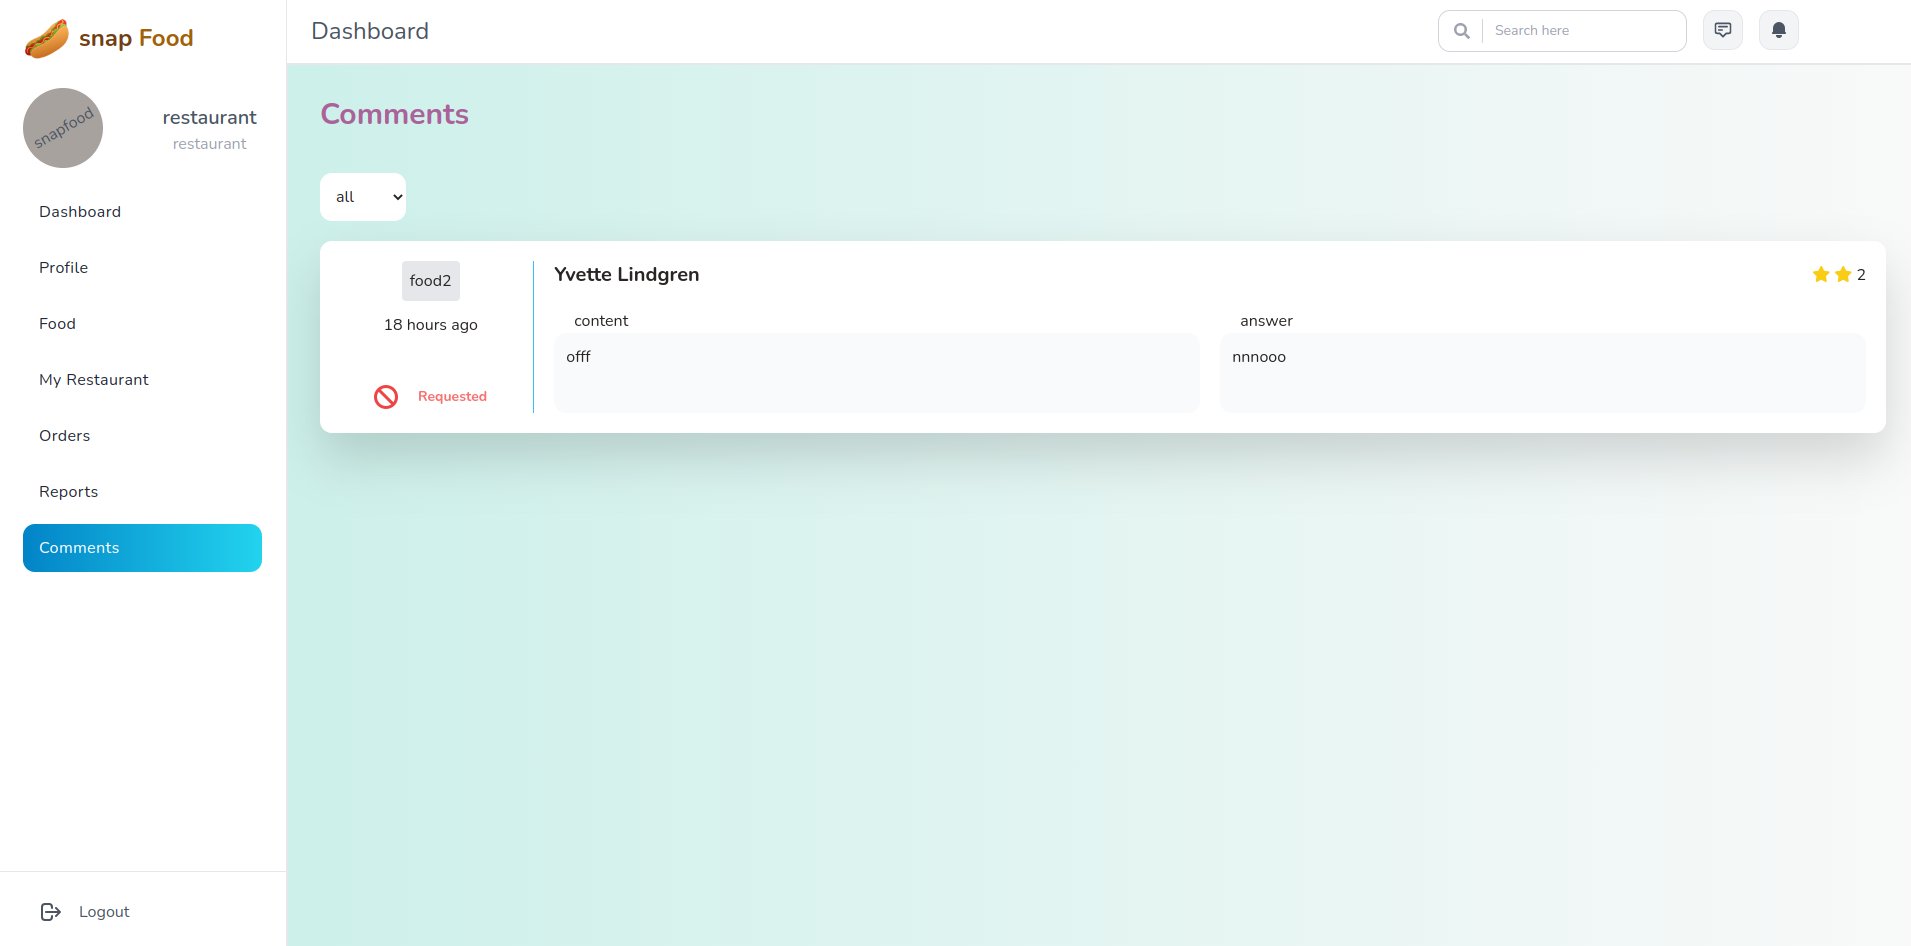 snap Food
snapfood
restaurant
restaurant
Dashboard
Profile
Food
My Restaurant
Orders
Reports
Comments
Logout
Dashboard
Search here
Comments
all
food2
18 hours ago
Requested
Yvette Lindgren
2
content
offf
answer
nnnooo